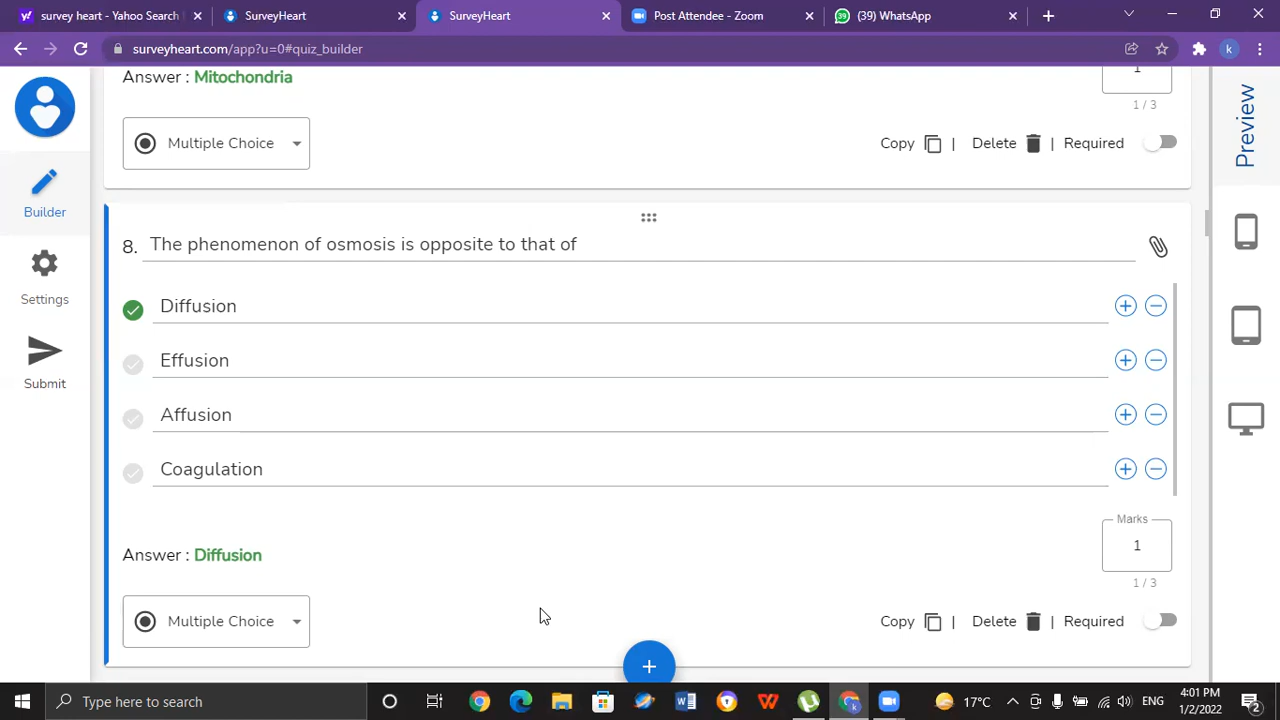 survey heart - Yahoo Search
SurveyHeart
SurveyHeart
Post Attendee - Zoom
(39) WhatsApp
surveyheart.com/app?u=0#quiz_builder
k
Builder
Settings
Submit
Answer : Mitochondria
1
1 / 3
Multiple Choice
Copy | Delete | Required
8. The phenomenon of osmosis is opposite to that of
Diffusion
Effusion
Affusion
Coagulation
Marks
1
1 / 3
Answer : Diffusion
Multiple Choice
Copy | Delete | Required
Preview
Type here to search
17°C
ENG
4:01 PM
1/2/2022
2